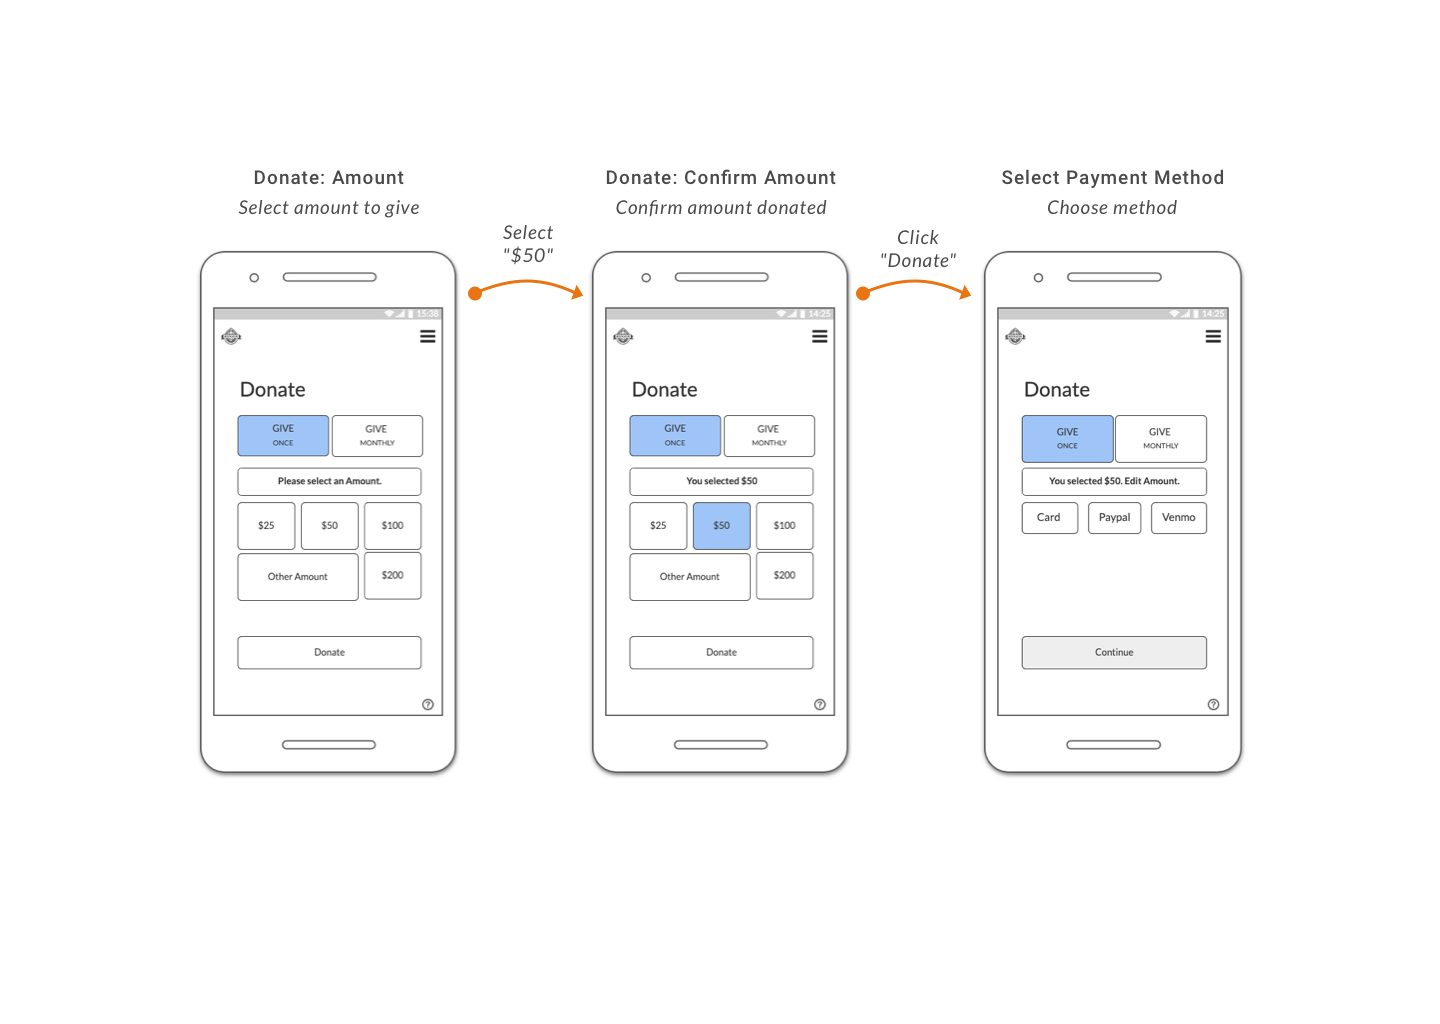 Donate: Amount
Select amount to give
Select
"$50"
Donate: Confirm Amount
Confirm amount donated
Click
"Donate"
Select Payment Method
Choose method
15:38
Donate
GIVE
ONCE
GIVE
MONTHLY
Please select an Amount.
$25
$50
$100
Other Amount
$200
Donate
?
14:25
Donate
GIVE
ONCE
GIVE
MONTHLY
You selected $50
$25
$50
$100
Other Amount
$200
Donate
?
14:25
Donate
GIVE
ONCE
GIVE
MONTHLY
You selected $50. Edit Amount.
Card
Paypal
Venmo
Continue
?